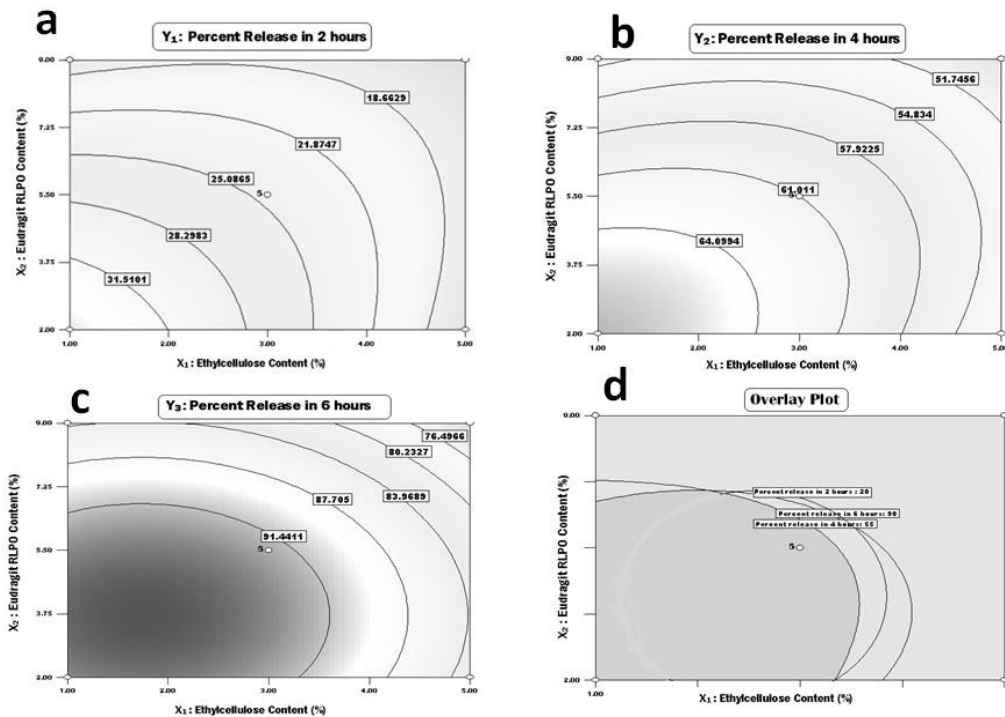 a
Y₁: Percent Release in 2 hours
9.00
7.25
5.50
3.75
2.00
18.6629
21.8747
25.0865
5
28.2983
31.5101
1.00 2.00 3.00 4.00 5.00
X₂ : Eudragit RLPO Content (%)
X₁ : Ethylcellulose Content (%)
b
Y₂: Percent Release in 4 hours
9.00
7.25
5.50
3.75
2.00
51.7456
54.834
57.9225
61.011
5
64.0994
1.00 2.00 3.00 4.00 5.00
X₂ : Eudragit RLPO Content (%)
X₁ : Ethylcellulose Content (%)
c
Y₃: Percent Release in 6 hours
9.00
7.25
5.50
3.75
2.00
76.4966
80.2327
83.9689
87.705
91.4411
5
1.00 2.00 3.00 4.00 5.00
X₂ : Eudragit RLPO Content (%)
X₁ : Ethylcellulose Content (%)
d
Overlay Plot
9.00
2.00
Percent release in 2 hours : 20
Percent release in 6 hours: 90
Percent release in 4 hours: 55
5
1.00
X₂ : Eudragit RLPO Content (%)
X₁ : Ethylcellulose Content (%)